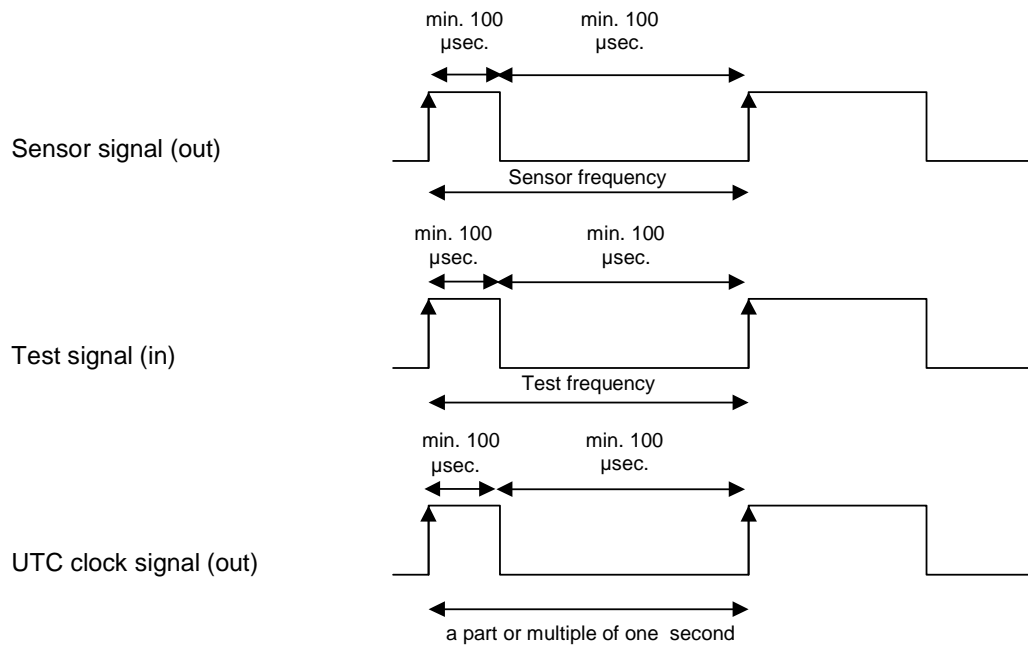 min. 100
µsec.
min. 100
µsec.
Sensor signal (out)
Sensor frequency
min. 100
µsec.
min. 100
µsec.
Test signal (in)
Test frequency
min. 100
µsec.
min. 100
µsec.
UTC clock signal (out)
a part or multiple of one second